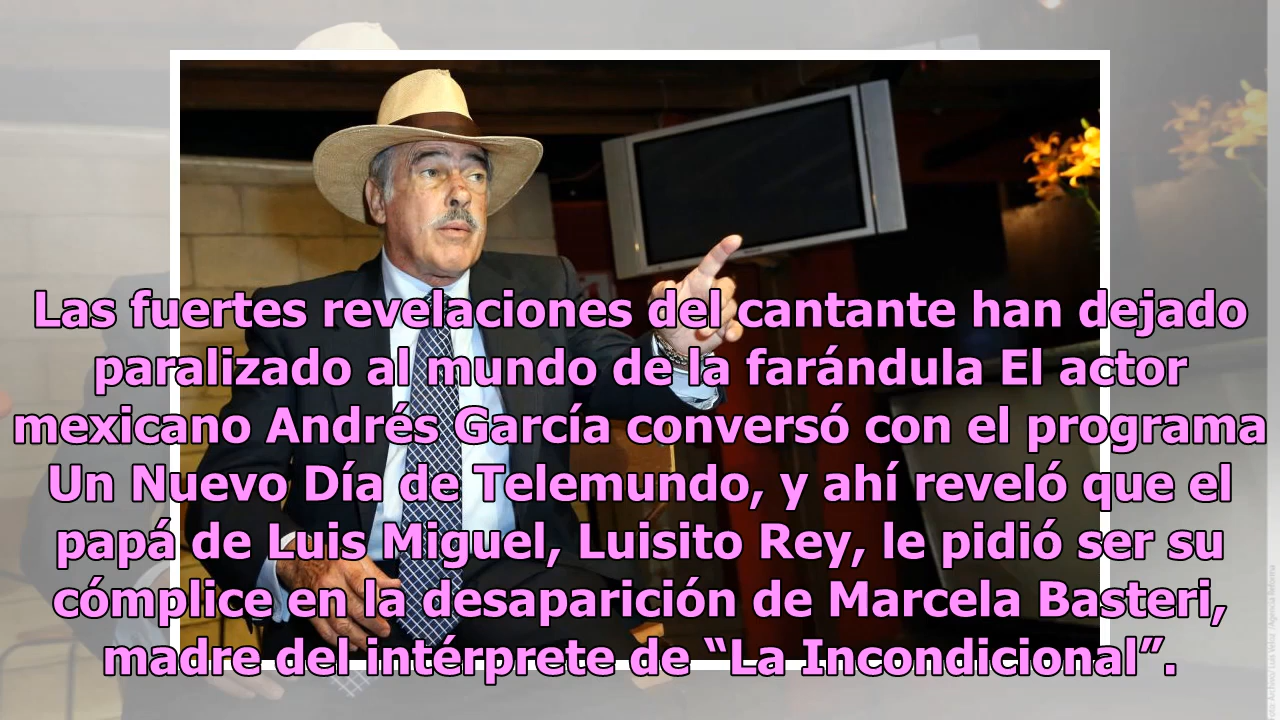 Las fuertes revelaciones del cantante han dejado
paralizado al mundo de la farándula El actor
mexicano Andrés García conversó con el programa
Un Nuevo Día de Telemundo, y ahí reveló que el
papá de Luis Miguel, Luisito Rey, le pidió ser su
cómplice en la desaparición de Marcela Basteri,
madre del intérprete de “La Incondicional”.